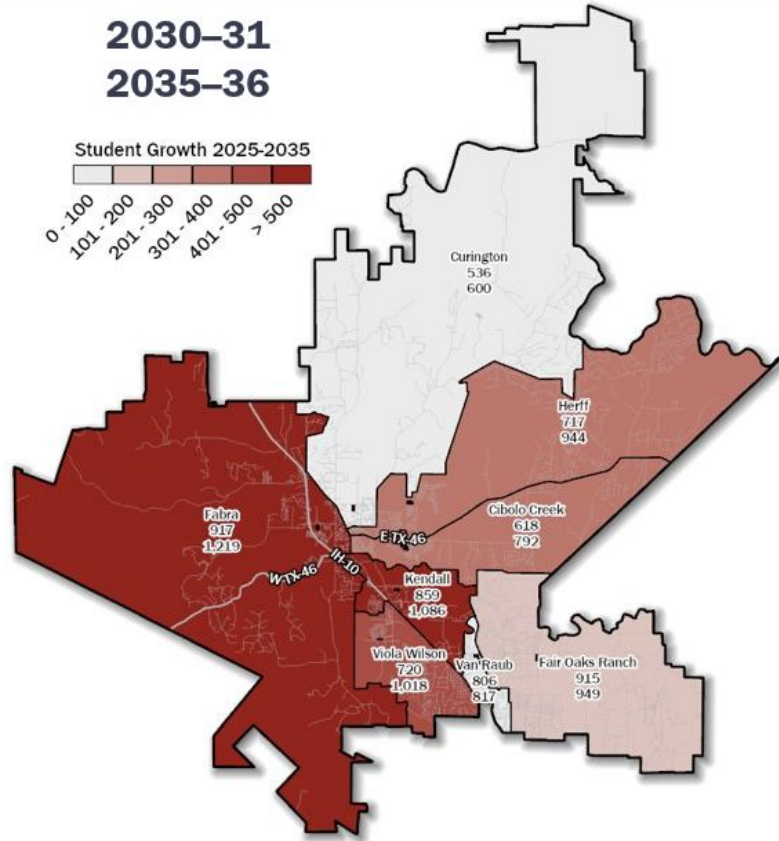 2030–31
2035–36
Student Growth 2025-2035
0 - 100
101 - 200
201 - 300
301 - 400
401 - 500
> 500
Curington
536
600
Herff
717
944
Cibolo Creek
618
792
Fabra
917
1,219
E TX-46
IH-10
W-TX-46
Kendall
859
1,086
Viola Wilson
720
1,018
Van Raub
806
817
Fair Oaks Ranch
915
949